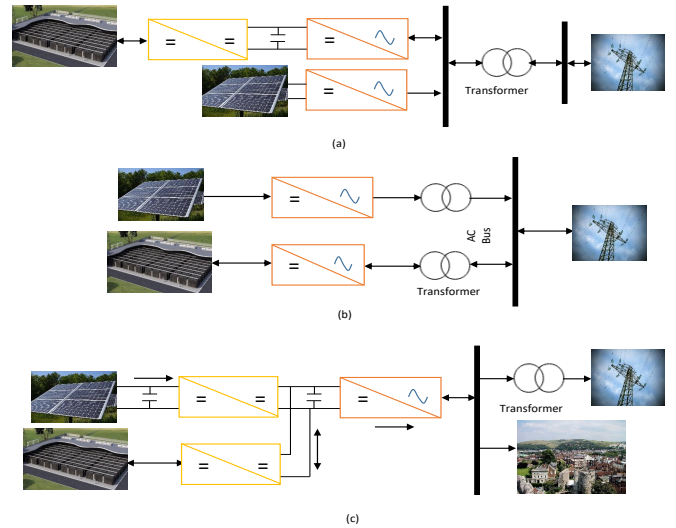 = =
=
=
Transformer
(a)
=
AC
Bus
=
Transformer
(b)
= =
=
Transformer
= =
(c)